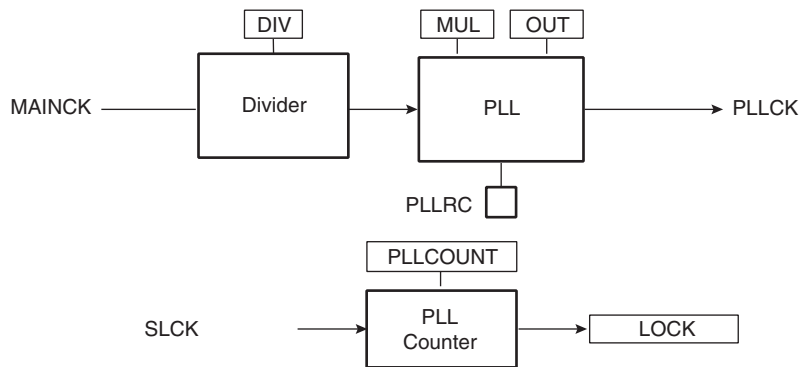 DIV
MUL
OUT
MAINCK
Divider
PLL
PLLCK
PLLRC
PLLCOUNT
SLCK
PLL
Counter
LOCK